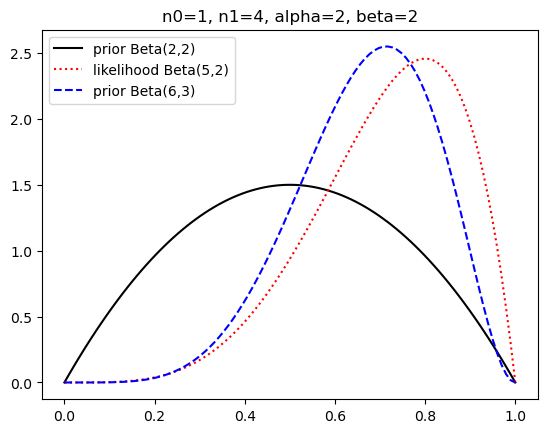 n0=1, n1=4, alpha=2, beta=2
prior Beta(2,2)
likelihood Beta(5,2)
prior Beta(6,3)
2.5
2.0
1.5
1.0
0.5
0.0
0.0 0.2 0.4 0.6 0.8 1.0